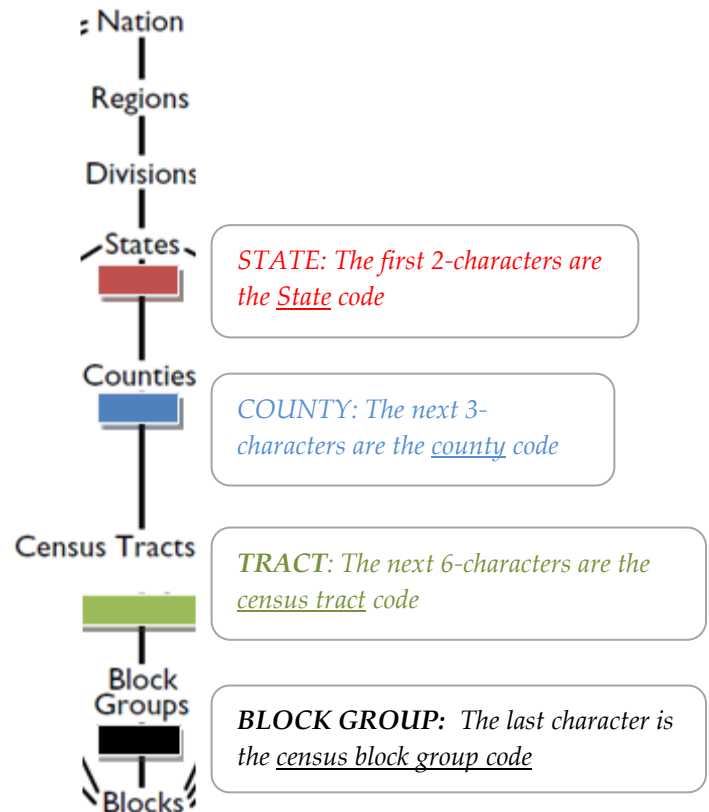 Nation
Regions
Divisions
States
STATE: The first 2-characters are
the State code
Counties
COUNTY: The next 3-
characters are the county code
Census Tracts
TRACT: The next 6-characters are the
census tract code
Block
Groups
BLOCK GROUP: The last character is
the census block group code
Blocks